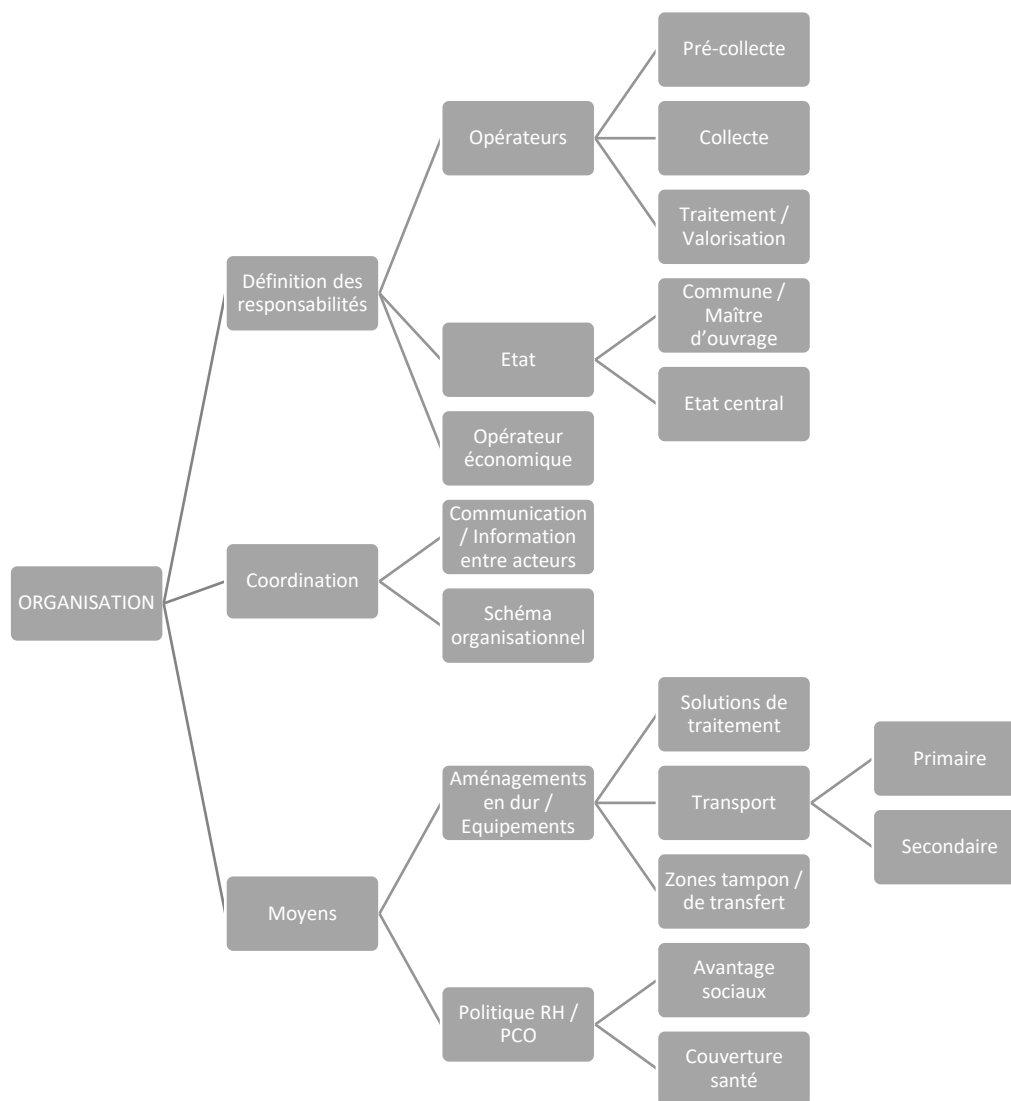 Pré-collecte
Opérateurs
Collecte
Traitement /
Valorisation
Définition des
responsabilités
Commune /
Maître
d’ouvrage
Etat
Etat central
Opérateur
économique
Communication
/ Information
entre acteurs
Coordination
ORGANISATION
Schéma
organisationnel
Solutions de
traitement
Primaire
Aménagements
en dur /
Equipements
Transport
Secondaire
Zones tampon /
de transfert
Moyens
Avantage
sociaux
Politique RH /
PCO
Couverture
santé